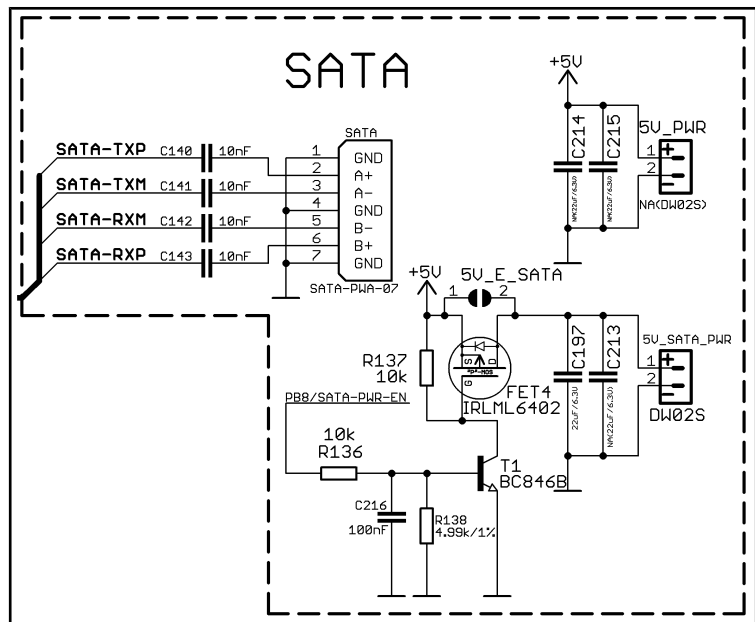 SATA
+5V
C214
C215
5V_PWR
1
2
NA(22uF/6.3V)
NA(22uF/6.3V)
NA(DW02S)
SATA
SATA-TXP C140 10nF
SATA-TXM C141 10nF
SATA-RXM C142 10nF
SATA-RXP C143 10nF
1 GND
2 A+
3 A-
4 GND
5 B-
6 B+
7 GND
SATA-PWA-07
+5V
5V_E_SATA
1 2
R137
10k
S D
"P"-MOS
G
FET4
IRLML6402
C197
22uF/6.3V
C213
NA(22uF/6.3V)
5V_SATA_PWR
1
2
DW02S
PB8/SATA-PWR-EN
10k
R136
T1
BC846B
C216
100nF
R138
4.99k/1%